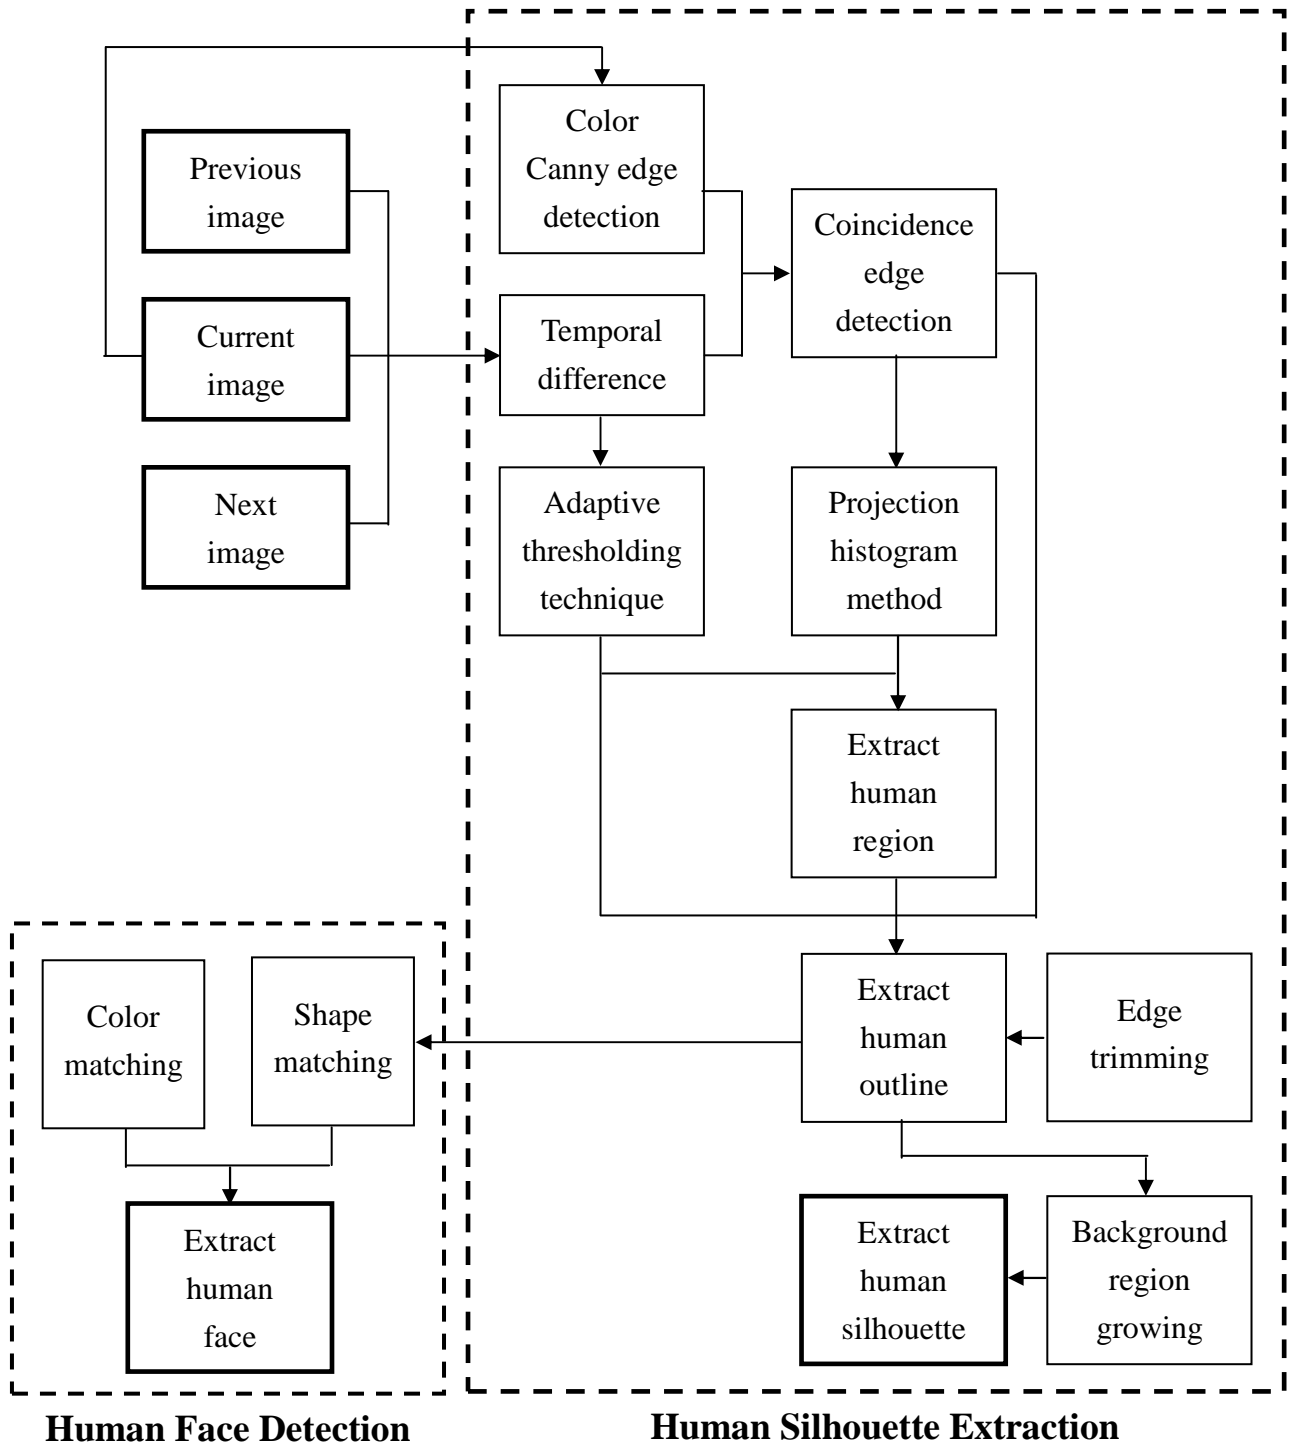 Color
Canny edge
detection
Previous
image
Coincidence
edge
detection
Current
image
Temporal
difference
Next
image
Adaptive
thresholding
technique
Projection
histogram
method
Extract
human
region
Color
matching
Shape
matching
Extract
human
outline
Edge
trimming
Extract
human
face
Extract
human
silhouette
Background
region
growing
Human Face Detection
Human Silhouette Extraction